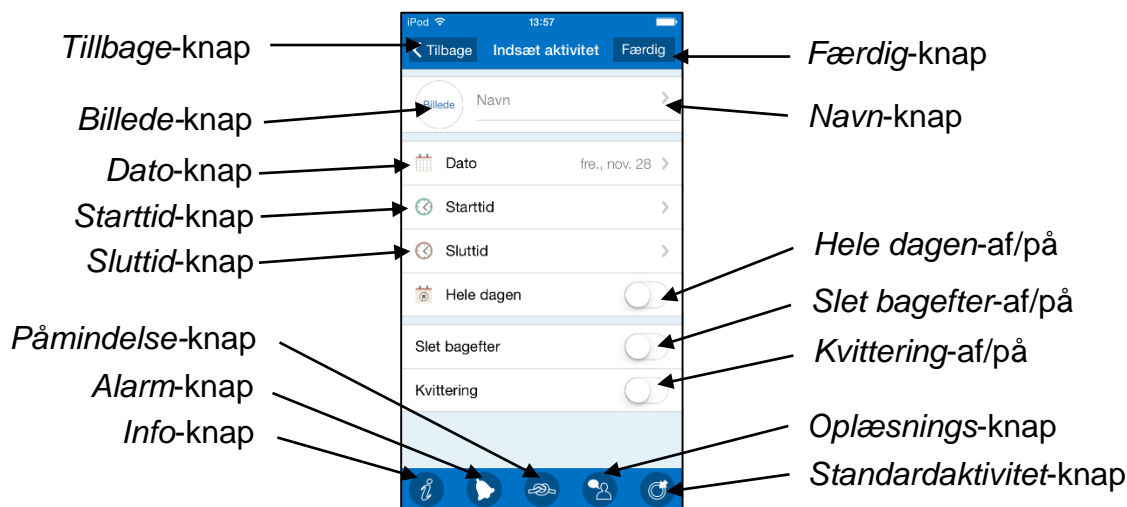 iPod 13:57
Tilbage Indsæt aktivitet Færdig
Billede Navn
Dato fre., nov. 28
Starttid
Sluttid
Hele dagen
Slet bagefter
Kvittering
Tillbage-knap
Billede-knap
Dato-knap
Starttid-knap
Sluttid-knap
Påmindelse-knap
Alarm-knap
Info-knap
Færdig-knap
Navn-knap
Hele dagen-af/på
Slet bagefter-af/på
Kvittering-af/på
Oplæsnings-knap
Standardaktivitet-knap